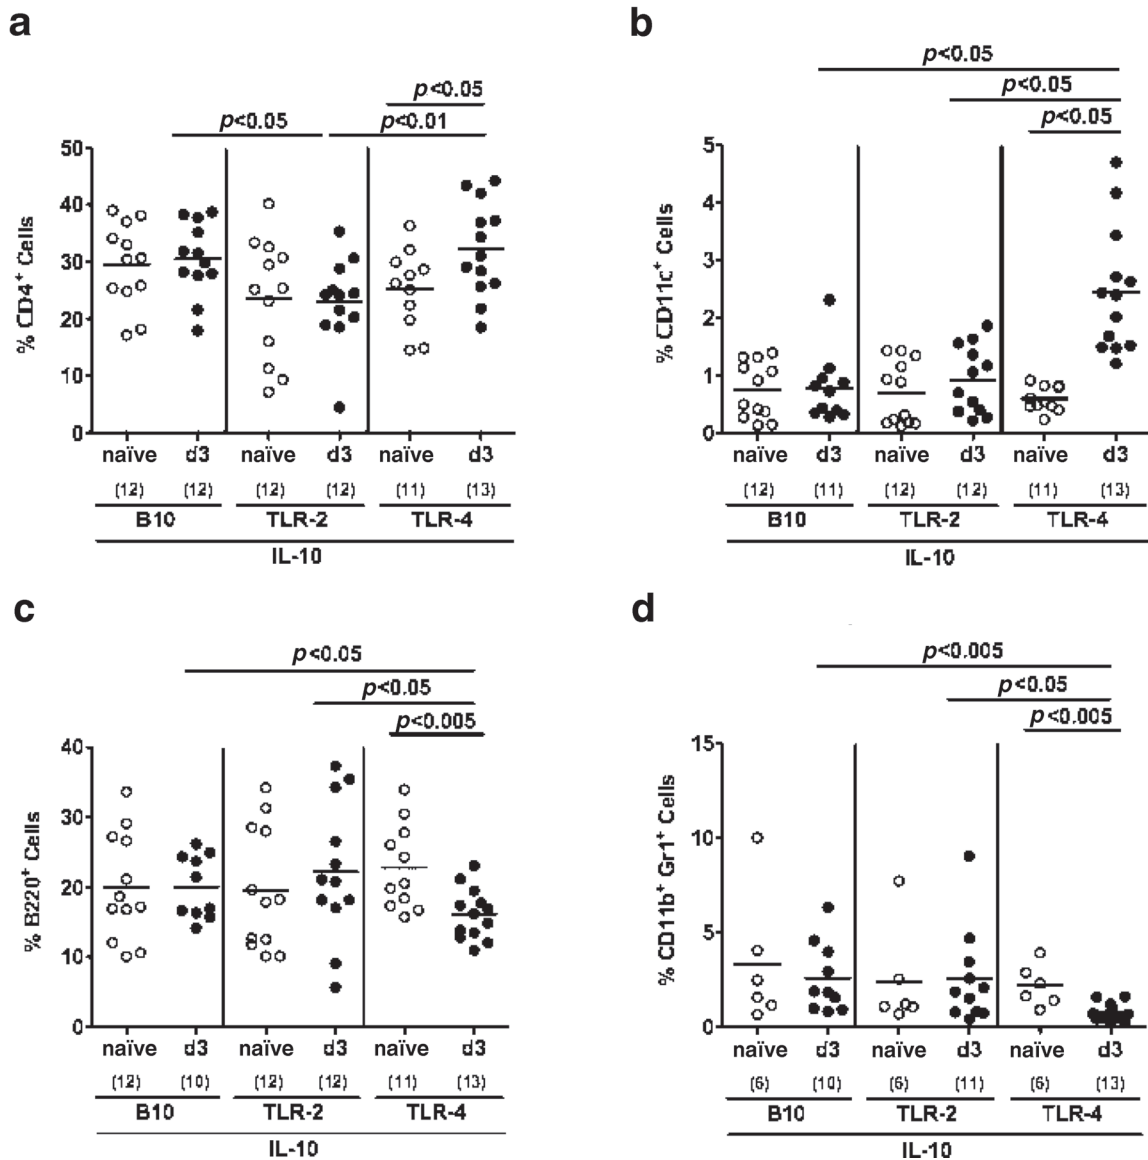 a
p<0.05
p<0.05 p<0.01
% CD4+ Cells
50
40
30
20
10
0
naïve d3 naïve d3 naïve d3
(12) (12) (12) (12) (11) (13)
B10 TLR-2 TLR-4
IL-10
b
p<0.05
p<0.05
p<0.05
% CD11c+ Cells
5
4
3
2
1
0
naïve d3 naïve d3 naïve d3
(12) (11) (12) (12) (11) (13)
B10 TLR-2 TLR-4
IL-10
c
p<0.05
p<0.05
p<0.005
% B220+ Cells
40
30
20
10
0
naïve d3 naïve d3 naïve d3
(12) (10) (12) (12) (11) (13)
B10 TLR-2 TLR-4
IL-10
d
p<0.005
p<0.05
p<0.005
% CD11b+ Gr1+ Cells
15
10
5
0
naïve d3 naïve d3 naïve d3
(6) (10) (6) (11) (6) (13)
B10 TLR-2 TLR-4
IL-10